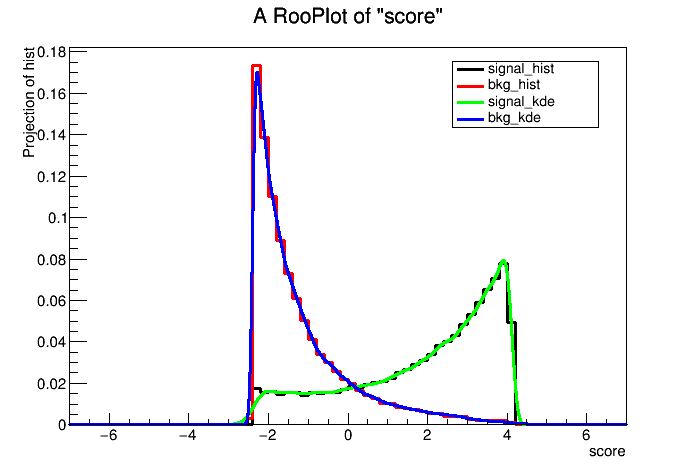 A RooPlot of "score"
Projection of hist
0.18
0.16
0.14
0.12
0.1
0.08
0.06
0.04
0.02
0
signal_hist
bkg_hist
signal_kde
bkg_kde
−6 −4 −2 0 2 4 6
score